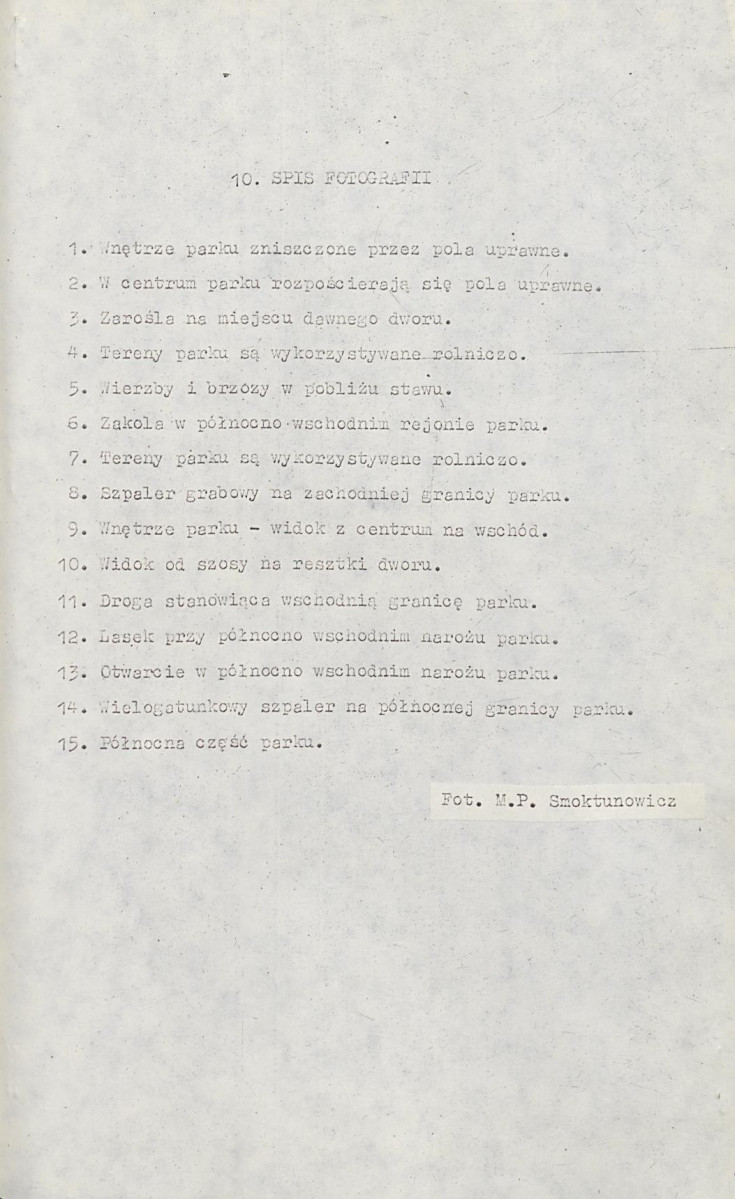 10. SPIS FOTOGRAFII
1. Wnętrze parku zniszczone przez pola uprawne.
2. W centrum parku rozpościerają się pola uprawne.
3. Zarośla na miejscu dawnego dworu.
4. Tereny parku są wykorzystywane rolniczo.
5. Wierzby i brzozy w pobliżu stawu.
6. Zakola w północno-wschodnim rejonie parku.
7. Tereny parku są wykorzystywane rolniczo.
8. Szpaler grabowy na zachodniej granicy parku.
9. Wnętrze parku - widok z centrum na wschód.
10. Widok od szosy na resztki dworu.
11. Droga stanowiąca wschodnią granicę parku.
12. Lasek przy północno wschodnim narożu parku.
13. Otwarcie w północno wschodnim narożu parku.
14. Wielogatunkowy szpaler na północnej granicy parku.
15. Północna część parku.
Fot. M.P. Smoktunowicz